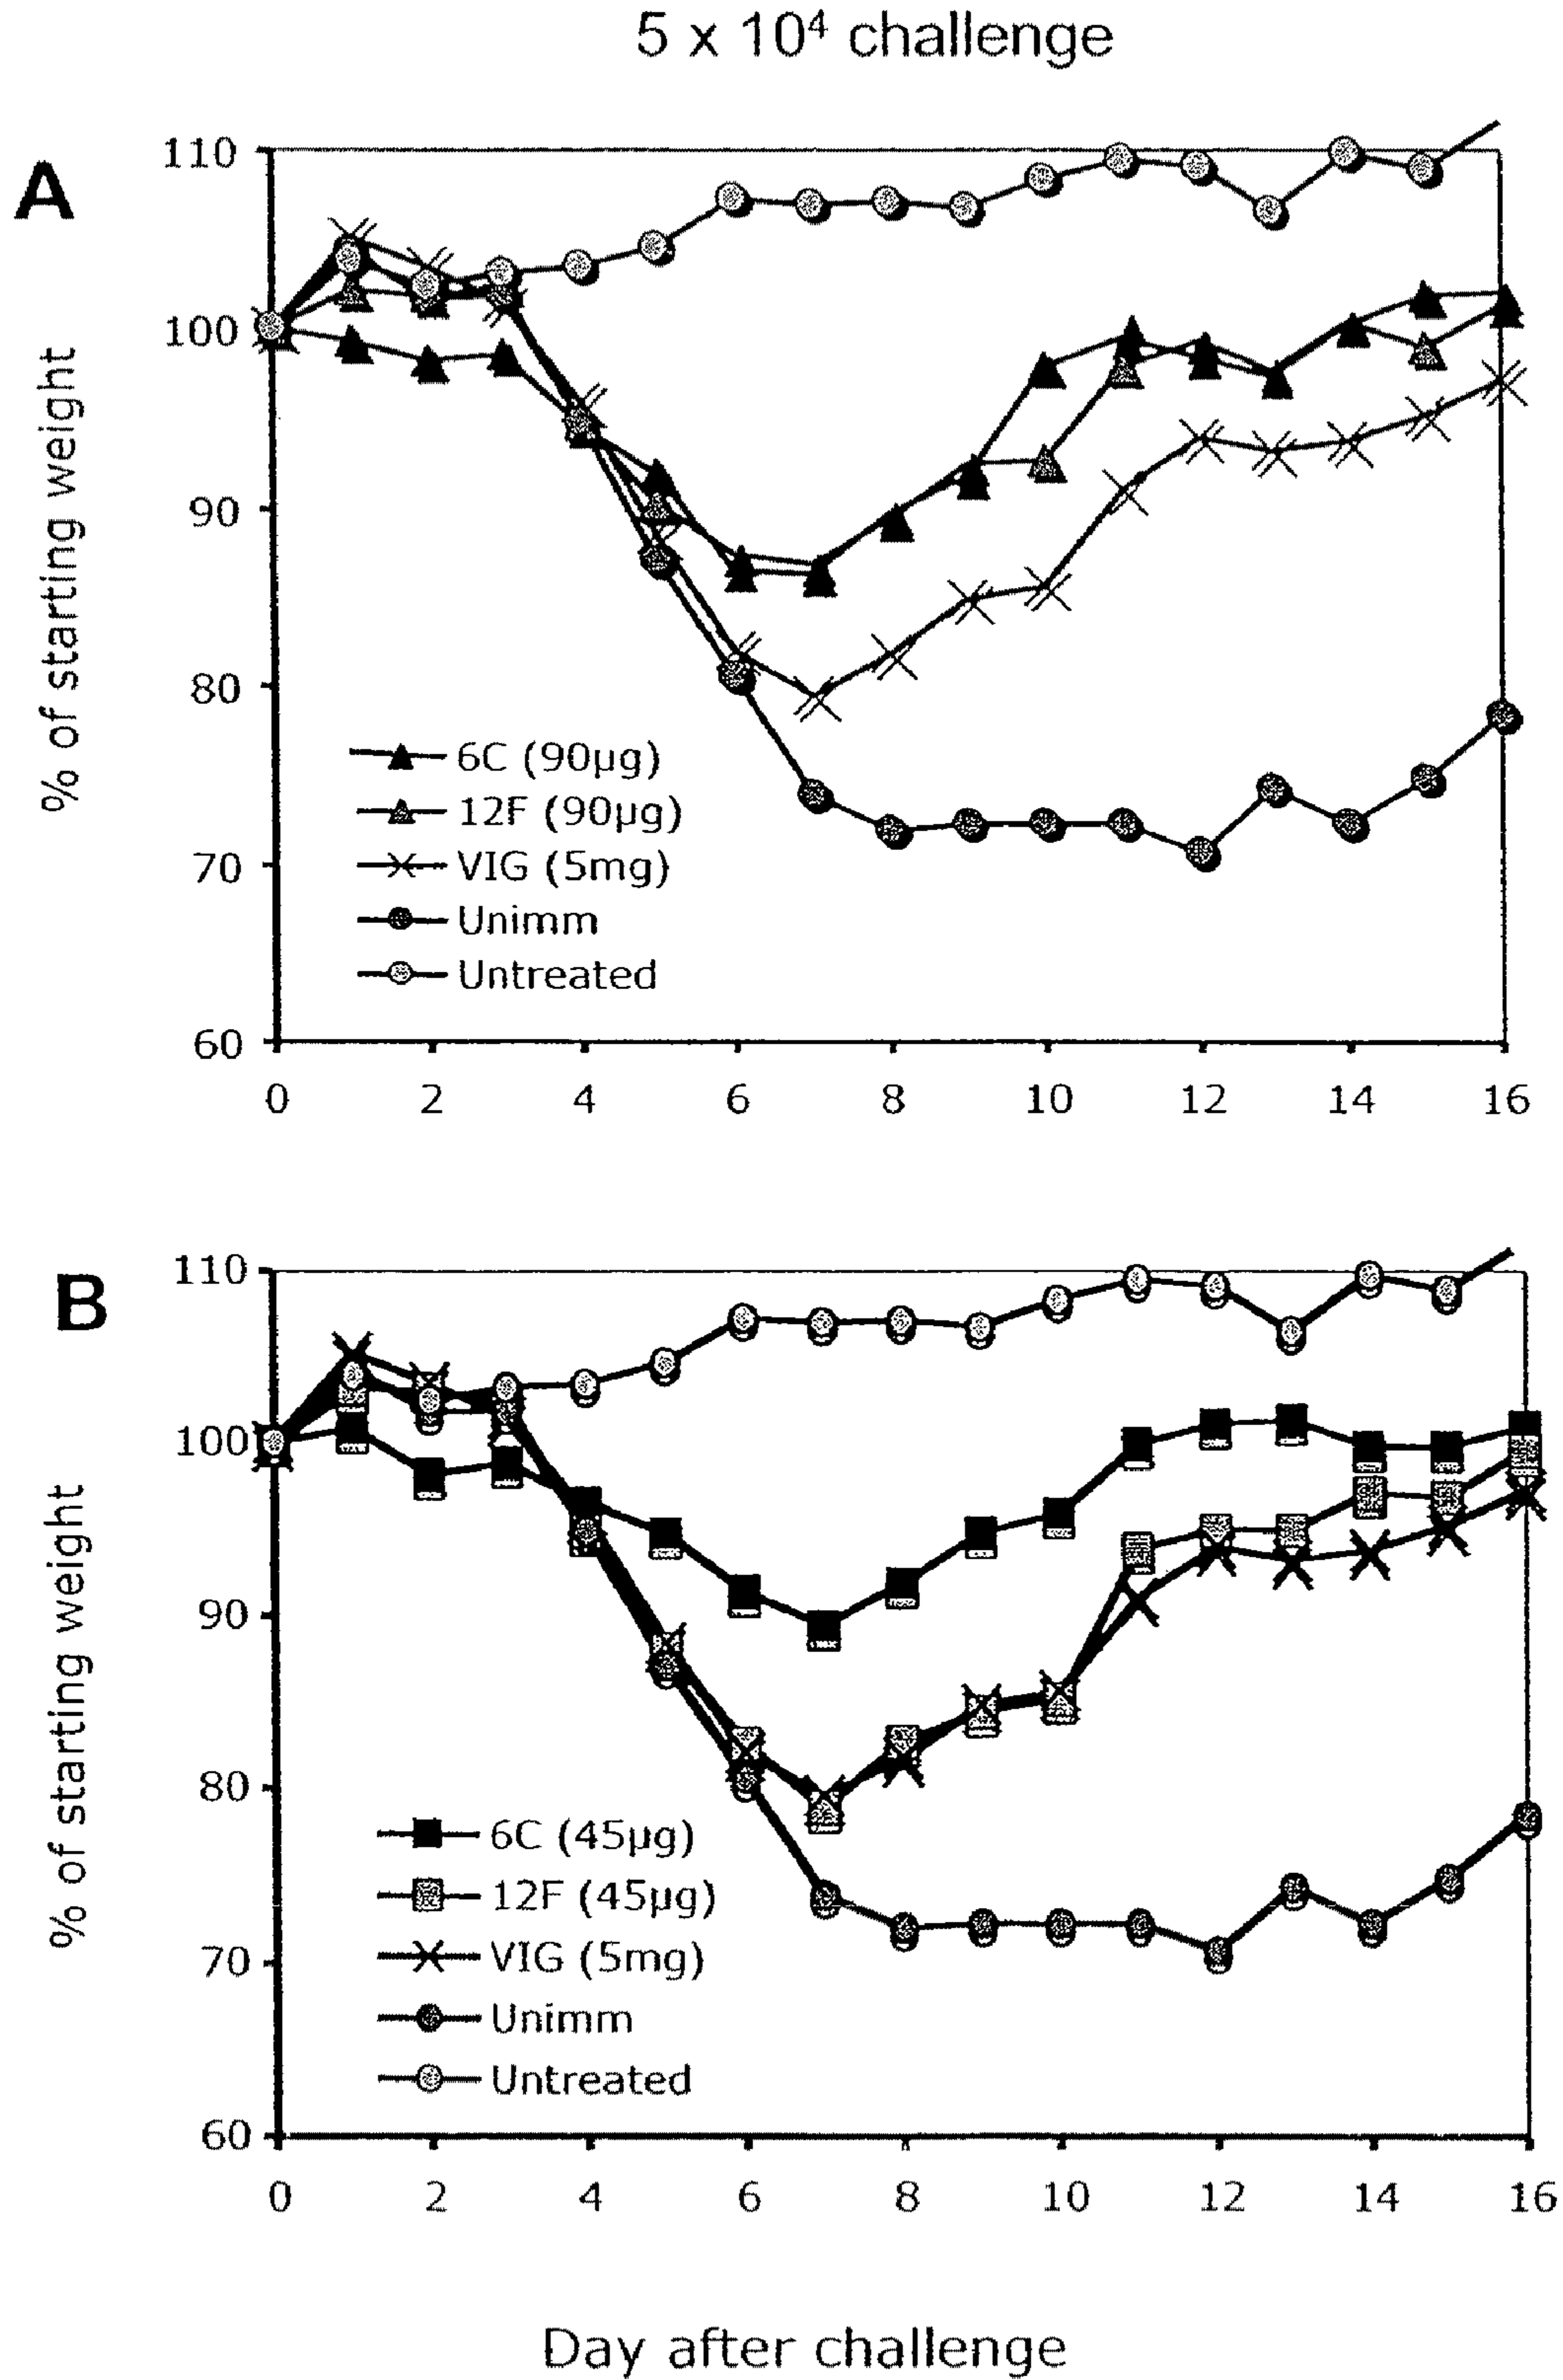 5 x 10⁴ challenge
A
% of starting weight
110
100
90
80
70
60
6C (90µg)
12F (90µg)
VIG (5mg)
Unimm
Untreated
0 2 4 6 8 10 12 14 16
B
% of starting weight
110
100
90
80
70
60
6C (45µg)
12F (45µg)
VIG (5mg)
Unimm
Untreated
0 2 4 6 8 10 12 14 16
Day after challenge